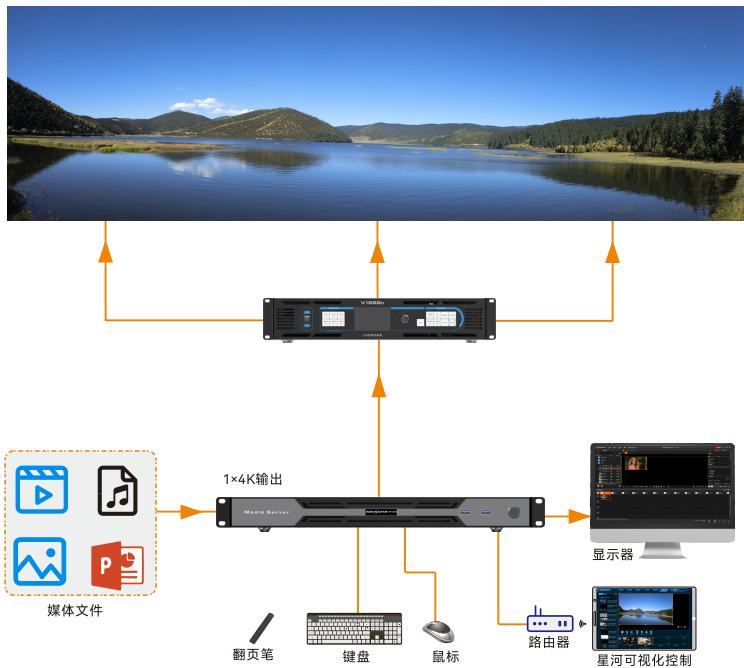 V1260n
1×4K输出
Media Server
P
媒体文件
显示器
翻页笔
键盘
鼠标
路由器
星河可视化控制